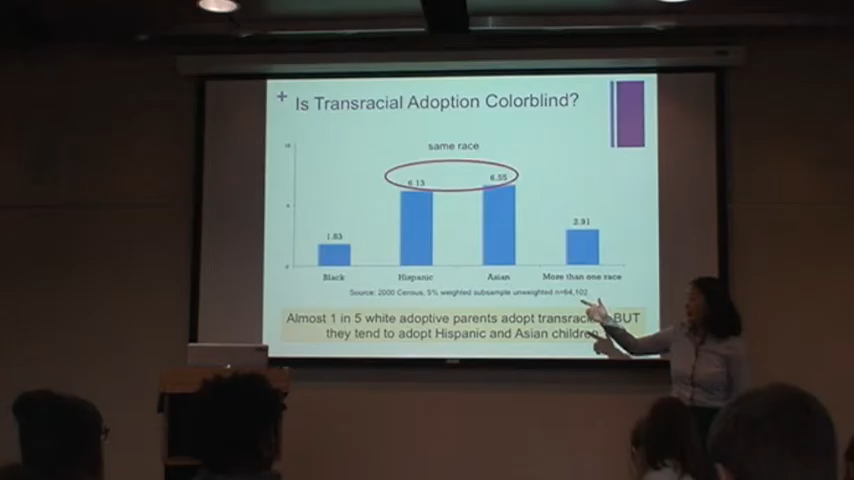 + Is Transracial Adoption Colorblind?
same race
6.13
6.55
1.83
2.91
Black
Hispanic
Asian
More than one race
Source: 2000 Census, 5% weighted subsample unweighted n=64,102
Almost 1 in 5 white adoptive parents adopt BUT
they tend to adopt Hispanic and Asian children